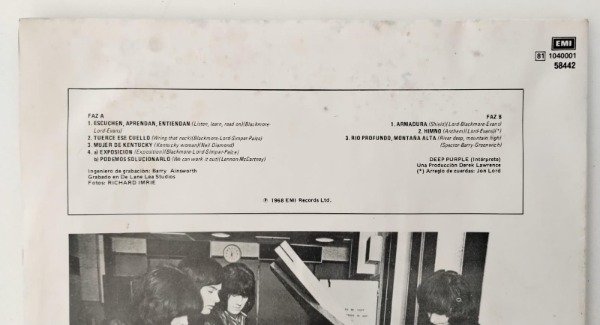 EMI
81 1040001
58442
FAZ A
1. ESCUCHEN, APRENDAN, ENTIENDAN (Listen, learn, read on)(Blackmore-
Lord-Evans)
2. TUERCE ESE CUELLO (Wring that neck)(Blackmore-Lord-Simper-Paice)
3. MUJER DE KENTUCKY (Kentucky woman)(Neil Diamond)
4. a) EXPOSICION (Exposition)(Blackmore-Lord-Simper-Paice)
b) PODEMOS SOLUCIONARLO (We can work it out)(Lennon McCartney)
Ingeniero de grabación: Barry Ainsworth
Grabado en De Lane Lea Studios
Fotos: RICHARD IMRIE
FAZ B
1. ARMADURA (Shield)(Lord-Blackmore-Evans)
2. HIMNO (Anthem)(Lord-Evans)(*)
3. RIO PROFUNDO, MONTAÑA ALTA (River deep, mountain high)
(Spector-Barry-Greenwich)
DEEP PURPLE (Intérprete)
Una Producción Derek Lawrence
(*) Arreglo de cuerdas: Jon Lord
Ⓟ 1968 EMI Records Ltd.